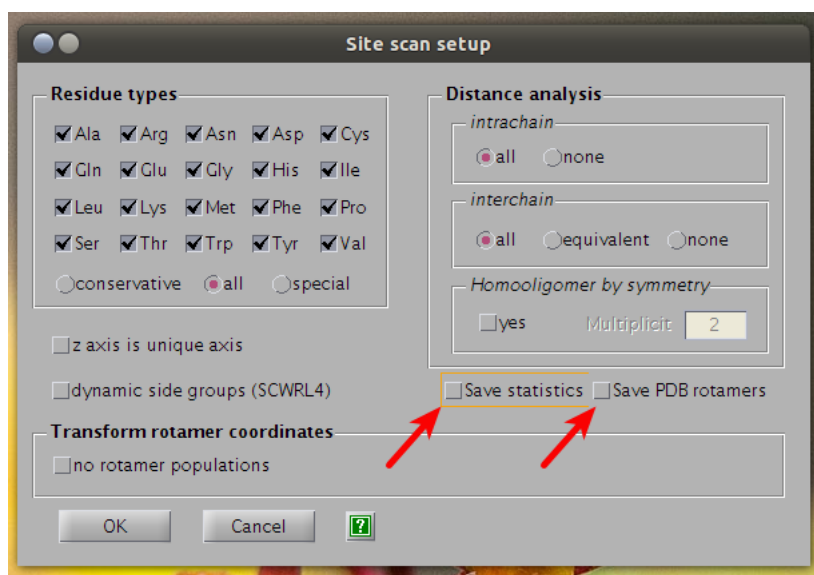 Site scan setup
Residue types
Ala Arg Asn Asp Cys
Gln Glu Gly His Ile
Leu Lys Met Phe Pro
Ser Thr Trp Tyr Val
conservative all special
z axis is unique axis
dynamic side groups (SCWRL4)
Distance analysis
intrachain
all none
interchain
all equivalent none
Homooligomer by symmetry
yes Multiplicit 2
Save statistics Save PDB rotamers
Transform rotamer coordinates
no rotamer populations
OK Cancel ?